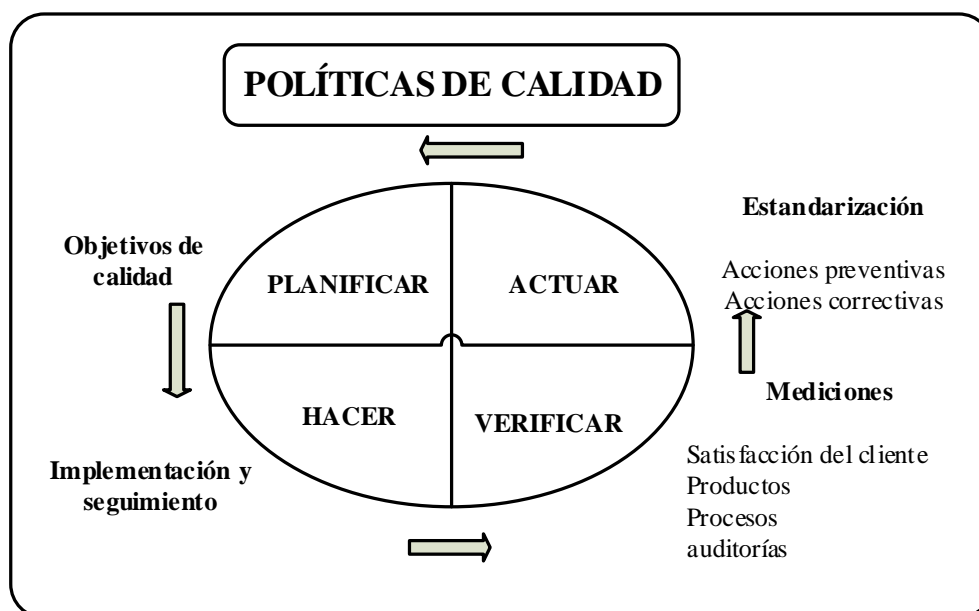 POLÍTICAS DE CALIDAD
Objetivos de
calidad
PLANIFICAR
ACTUAR
Estandarización
Acciones preventivas
Acciones correctivas
HACER
VERIFICAR
Mediciones
Implementación y
seguimiento
Satisfacción del cliente
Productos
Procesos
auditorías